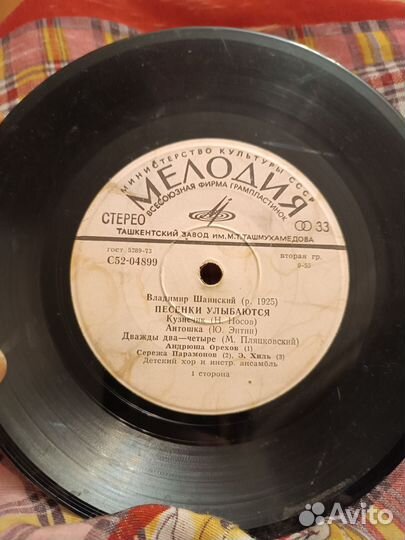 МИНИСТЕРСТВО КУЛЬТУРЫ СССР
МЕЛОДИЯ
ВСЕСОЮЗНАЯ ФИРМА ГРАМПЛАСТИНОК
СТЕРЕО
33
ТАШКЕНТСКИЙ ЗАВОД ИМ. М.Т. ТАШМУХАМЕДОВА
гост. 5289-73
вторая гр.
С52-04899
0-55
Владимир Шаинский (р. 1925)
ПЕСЕНКИ УЛЫБАЮТСЯ
Кузнечик (Н. Носов)
Антошка (Ю. Энтин)
Дважды два—четыре (М. Пляцковский)
Андрюша Орехов (1)
Сережа Парамонов (2), Э. Хиль (3)
Детский хор и инстр. ансамбль
1 сторона
Avito